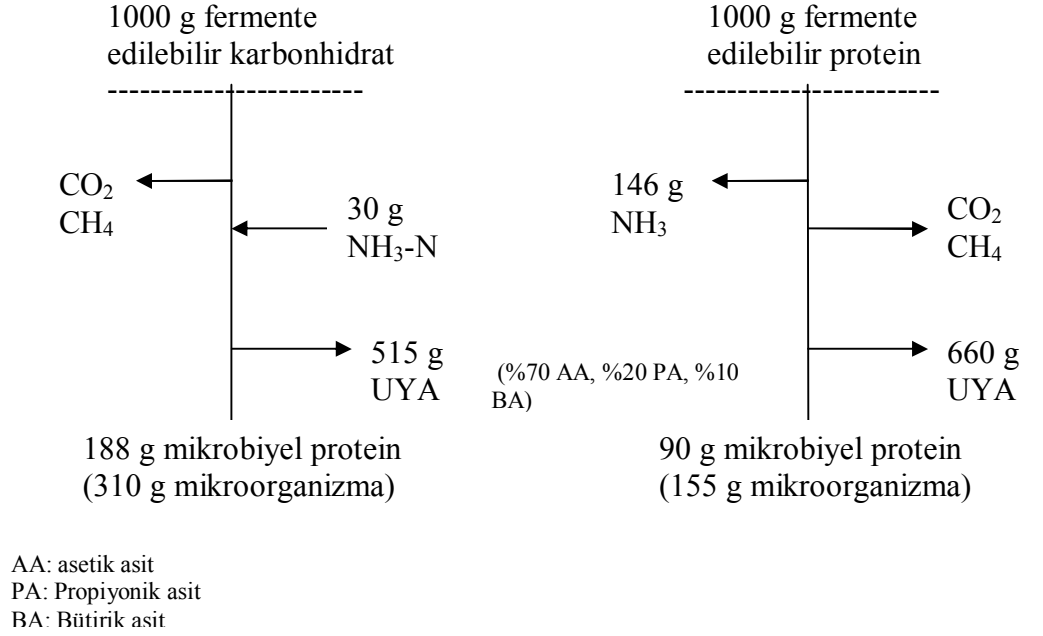 1000 g fermente
edilebilir karbonhidrat
CO2
CH4
30 g
NH3-N
515 g
UYA
(%70 AA, %20 PA, %10
BA)
188 g mikrobiyel protein
(310 g mikroorganizma)
1000 g fermente
edilebilir protein
146 g
NH3
CO2
CH4
660 g
UYA
90 g mikrobiyel protein
(155 g mikroorganizma)
AA: asetik asit
PA: Propiyonik asit
BA: Bütirik asit